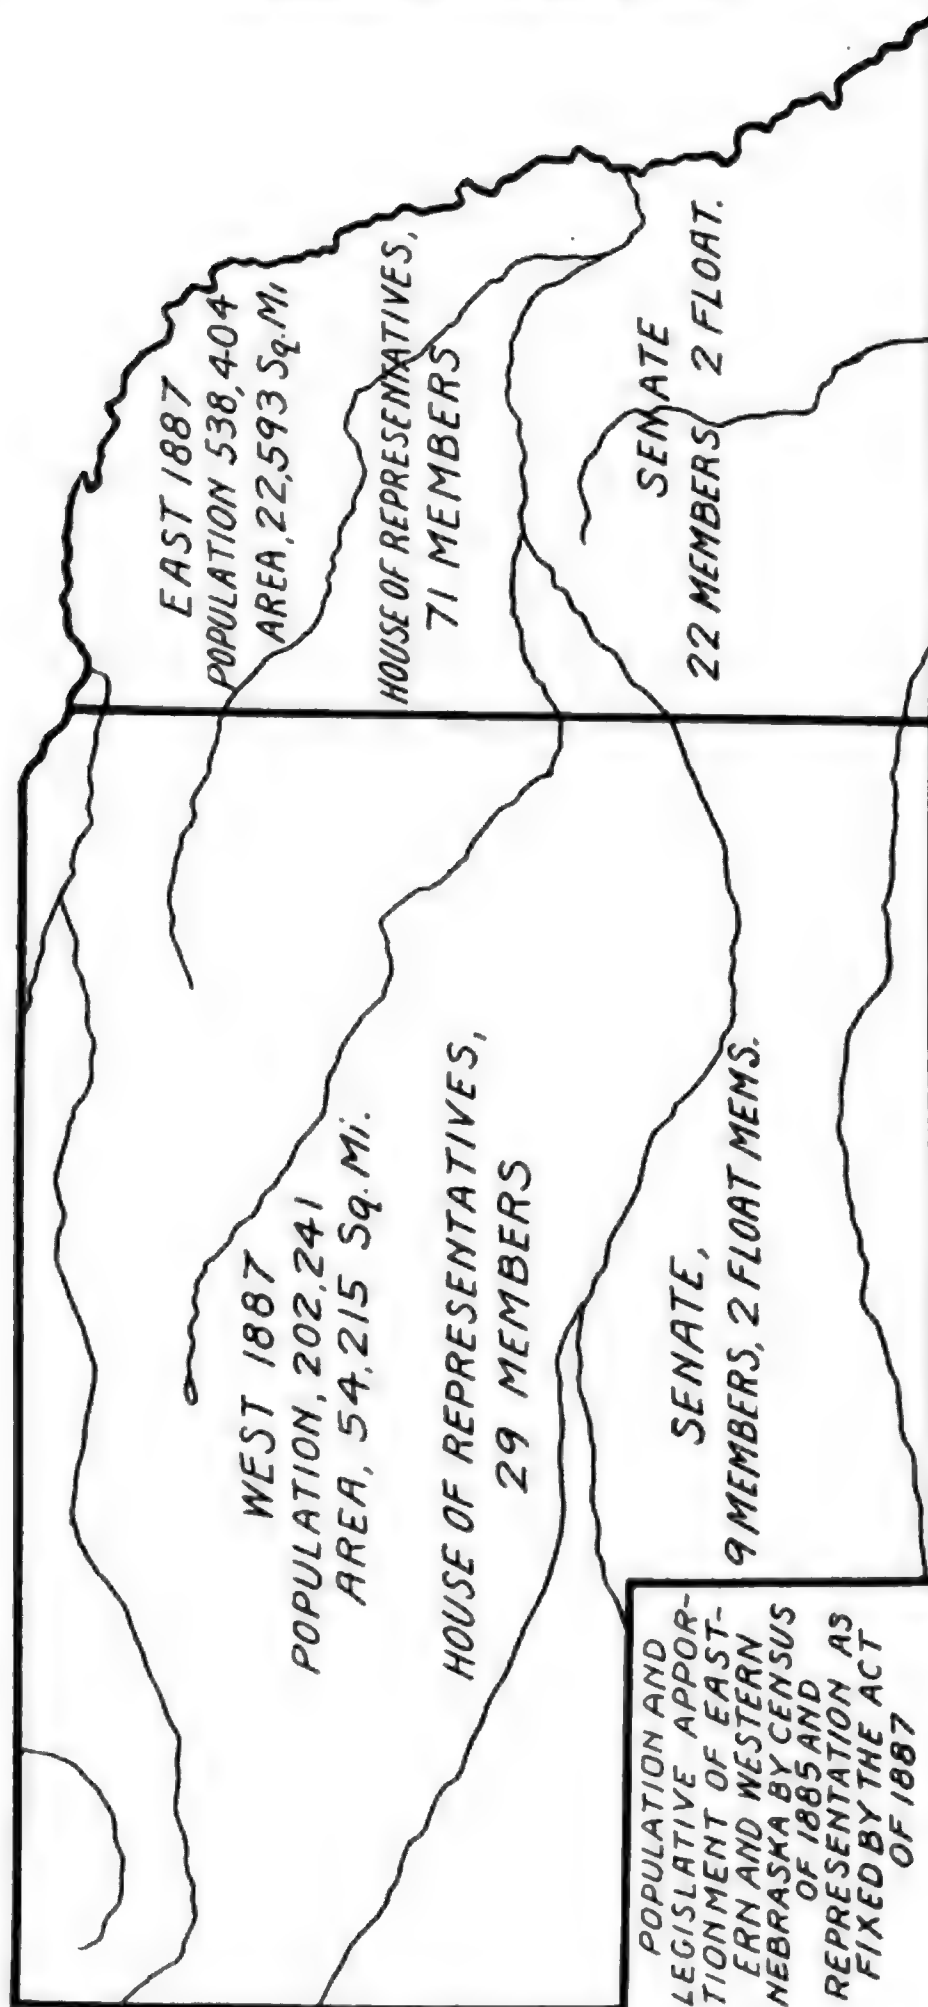 WEST 1887
POPULATION, 202,241
AREA, 54,215 Sq. Mi.
HOUSE OF REPRESENTATIVES,
29 MEMBERS
SENATE,
9 MEMBERS, 2 FLOAT MEMS.
EAST 1887
POPULATION 538,404
AREA, 22,593 Sq. Mi
HOUSE OF REPRESENTATIVES,
71 MEMBERS
SENATE
22 MEMBERS 2 FLOAT.
POPULATION AND
LEGISLATIVE APPOR-
TIONMENT OF EAST-
ERN AND WESTERN
NEBRASKA BY CENSUS
OF 1885 AND
REPRESENTATION AS
FIXED BY THE ACT
OF 1887